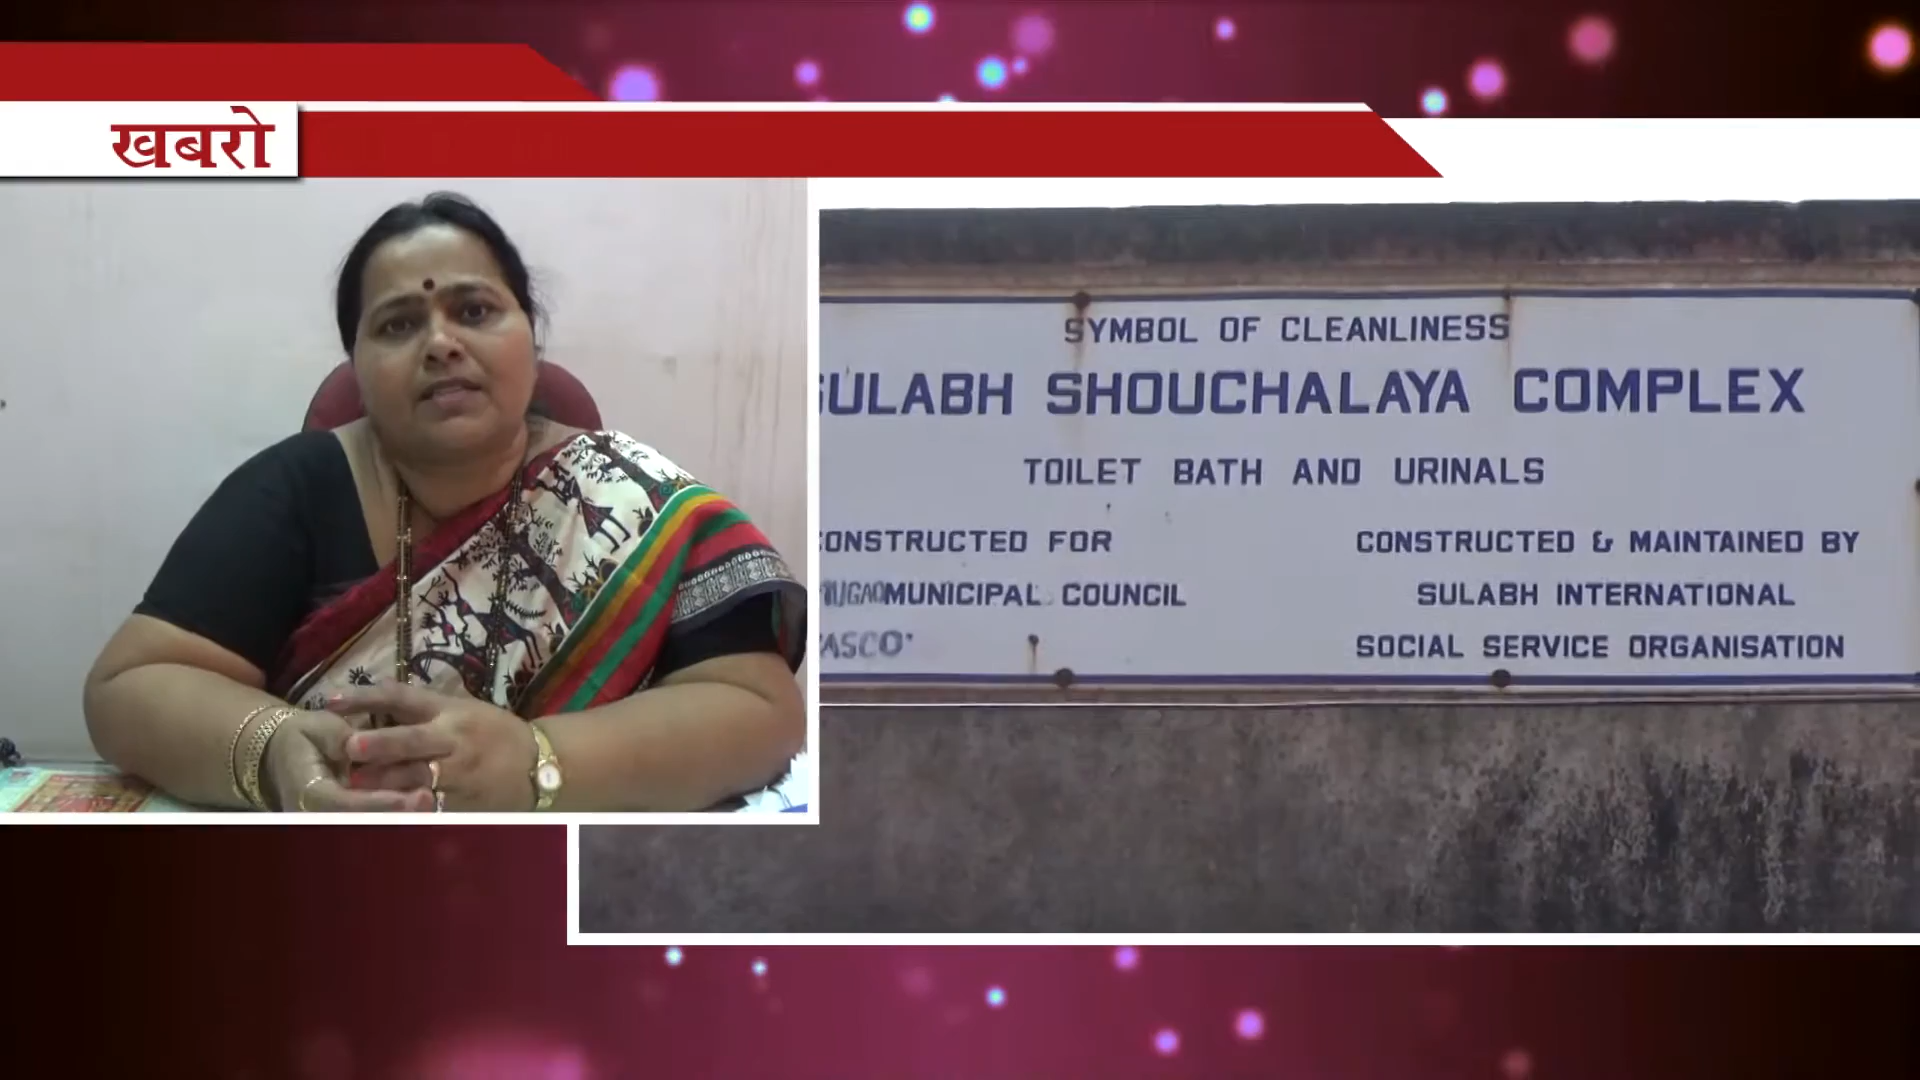 खबरो
SYMBOL OF CLEANLINESS
SULABH SHOUCHALAYA COMPLEX
TOILET BATH AND URINALS
CONSTRUCTED FOR
MUNICIPAL COUNCIL
CONSTRUCTED & MAINTAINED BY
SULABH INTERNATIONAL
SOCIAL SERVICE ORGANISATION